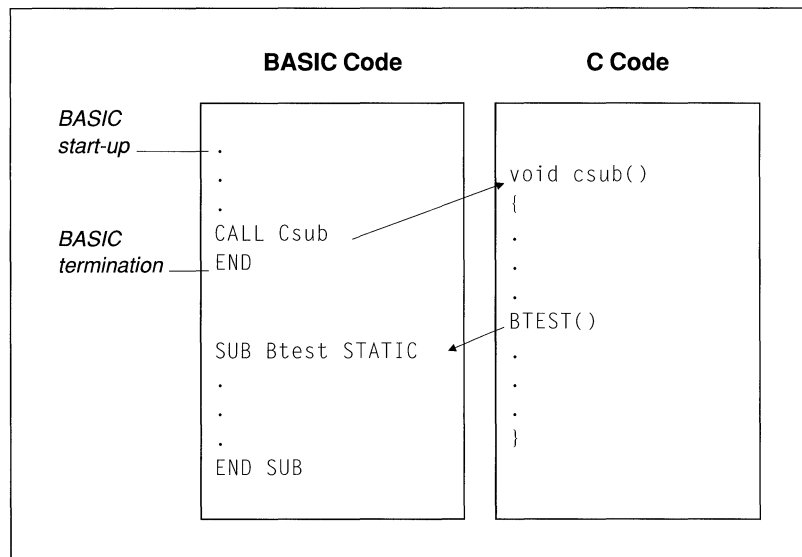 BASIC Code
C Code
BASIC
start-up
.
.
.
CALL Csub
BASIC
termination
END
SUB Btest STATIC
.
.
.
END SUB
void csub()
{
.
.
.
BTEST()
.
.
.
}